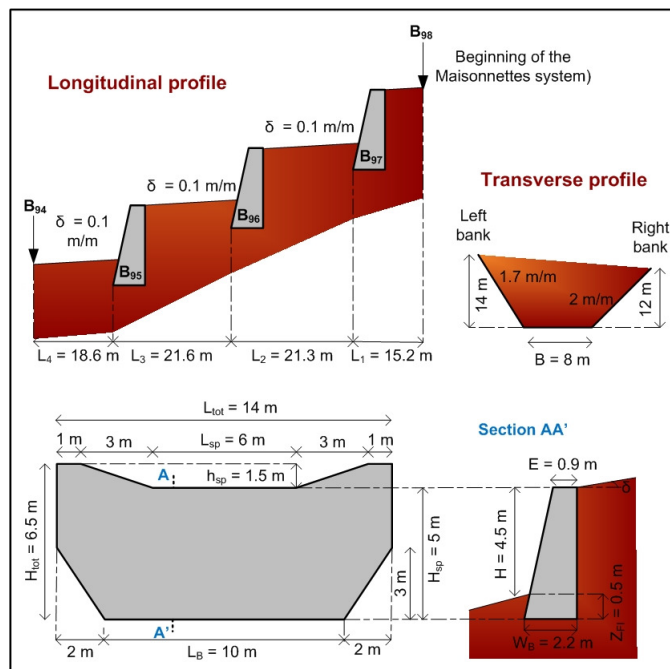 B98
Longitudinal profile
Beginning of the
Maisonnettes system)
δ = 0.1 m/m
B97
δ = 0.1 m/m
B94
B96
δ = 0.1
m/m
B95
L4 = 18.6 m
L3 = 21.6 m
L2 = 21.3 m
L1 = 15.2 m
Transverse profile
Left
bank
Right
bank
1.7 m/m
2 m/m
14 m
12 m
B = 8 m
Ltot = 14 m
1 m
3 m
Lsp = 6 m
3 m
1 m
A
hsp = 1.5 m
Htot = 6.5 m
Hsp = 5 m
3 m
A'
2 m
LB = 10 m
2 m
Section AA'
E = 0.9 m
δ
H = 4.5 m
ZFI = 0.5 m
WB = 2.2 m